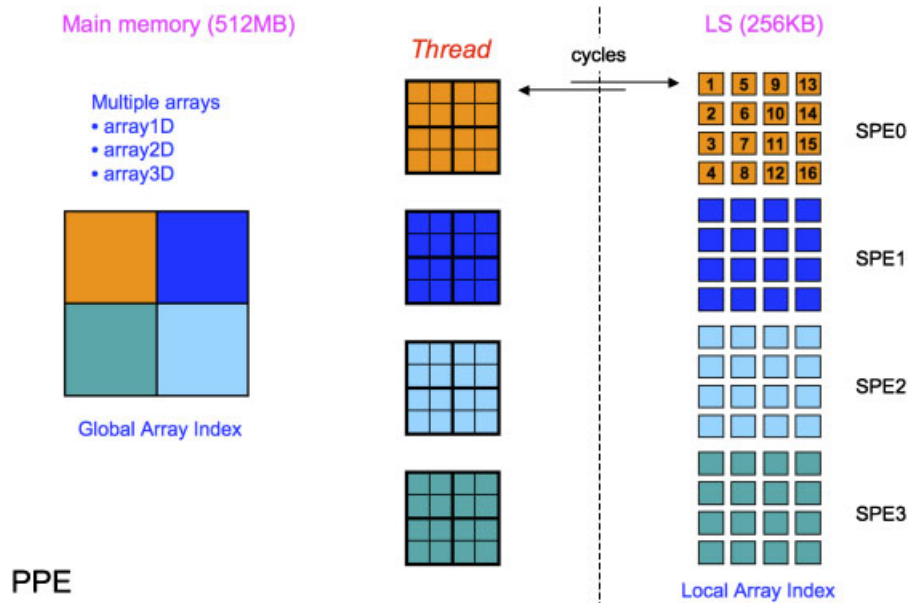 Main memory (512MB)
Thread
cycles
LS (256KB)
Multiple arrays
• array1D
• array2D
• array3D
Global Array Index
1 5 9 13
2 6 10 14
3 7 11 15
4 8 12 16
SPE0
SPE1
SPE2
SPE3
PPE
Local Array Index